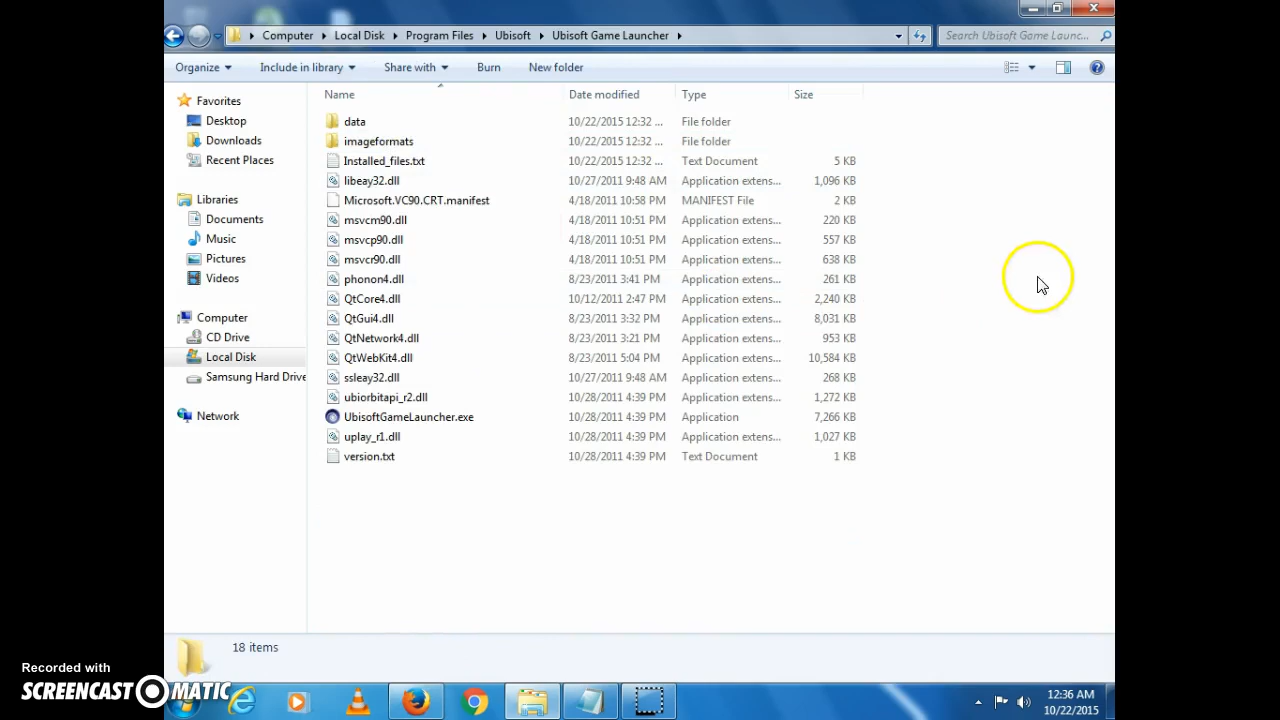 Computer Local Disk Program Files Ubisoft Ubisoft Game Launcher Search Ubisoft Game Launc...
Organize Include in library Share with Burn New folder
Name Date modified Type Size
Favorites
Desktop
Downloads
Recent Places
Libraries
Documents
Music
Pictures
Videos
Computer
CD Drive
Local Disk
Samsung Hard Drive
Network
data 10/22/2015 12:32 ... File folder
imageformats 10/22/2015 12:32 ... File folder
Installed_files.txt 10/22/2015 12:32 ... Text Document 5 KB
libeay32.dll 10/27/2011 9:48 AM Application extens... 1,096 KB
Microsoft.VC90.CRT.manifest 4/18/2011 10:58 PM MANIFEST File 2 KB
msvcm90.dll 4/18/2011 10:51 PM Application extens... 220 KB
msvcp90.dll 4/18/2011 10:51 PM Application extens... 557 KB
msvcr90.dll 4/18/2011 10:51 PM Application extens... 638 KB
phonon4.dll 8/23/2011 3:41 PM Application extens... 261 KB
QtCore4.dll 10/12/2011 2:47 PM Application extens... 2,240 KB
QtGui4.dll 8/23/2011 3:32 PM Application extens... 8,031 KB
QtNetwork4.dll 8/23/2011 3:21 PM Application extens... 953 KB
QtWebKit4.dll 8/23/2011 5:04 PM Application extens... 10,584 KB
ssleay32.dll 10/27/2011 9:48 AM Application extens... 268 KB
ubiorbitapi_r2.dll 10/28/2011 4:39 PM Application extens... 1,272 KB
UbisoftGameLauncher.exe 10/28/2011 4:39 PM Application 7,266 KB
uplay_r1.dll 10/28/2011 4:39 PM Application extens... 1,027 KB
version.txt 10/28/2011 4:39 PM Text Document 1 KB
18 items
Recorded with
SCREENCAST O MATIC
12:36 AM
10/22/2015